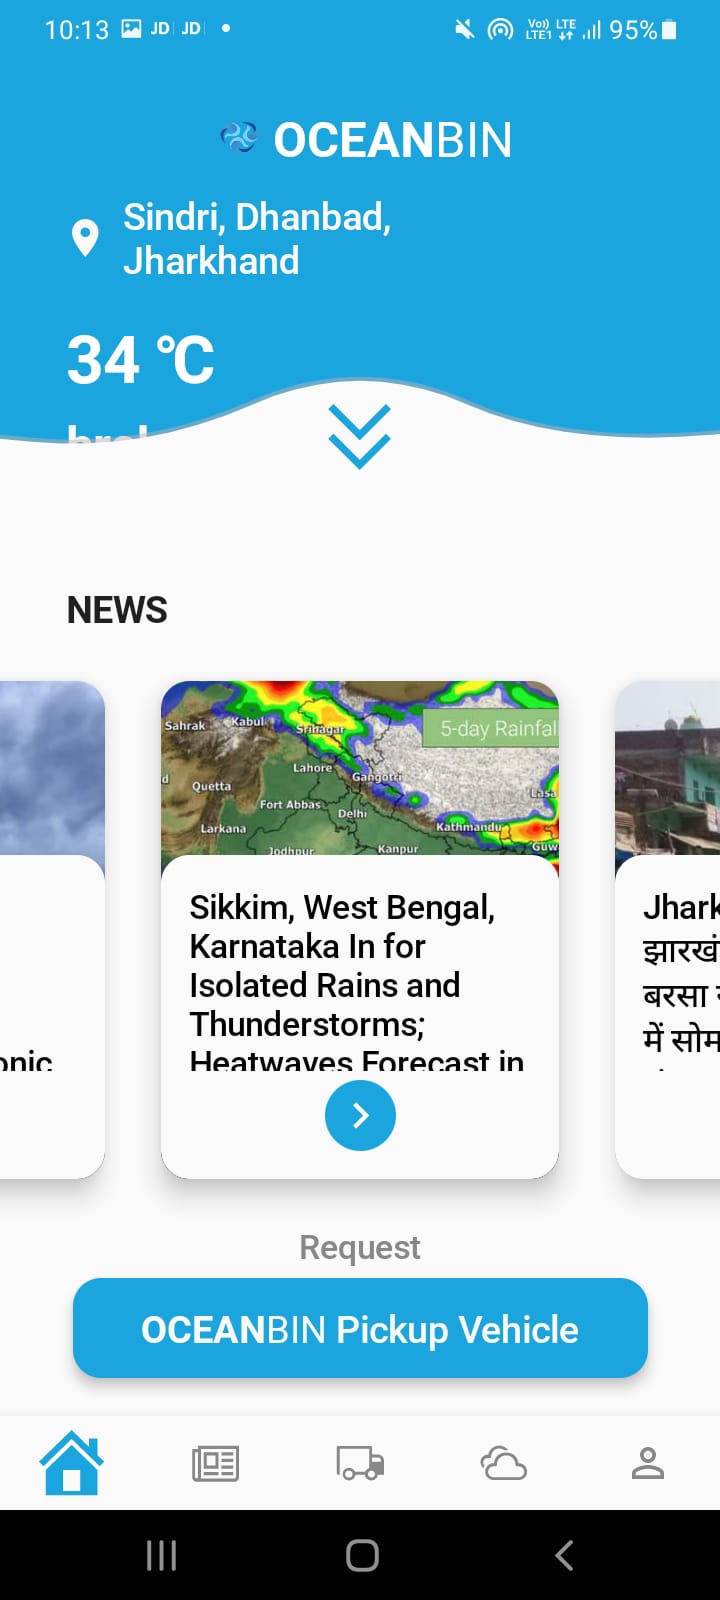 10:13 JD JD Vo)) LTE LTE1 95%
OCEANBIN
Sindri, Dhanbad,
Jharkhand
34 °C
NEWS
5-day Rainfal
Sahrak
Kabul
Srinagar
Lahore
Gangotri
Quetta
Fort Abbas
Delhi
Lasa
Larkana
Kathmandu
Jodhpur
Kanpur
Guw
Sikkim, West Bengal,
Karnataka In for
Isolated Rains and
Thunderstorms;
Heatwaves Forecast in
onic
Jhark
झारखं
बरसा
में सोम
Request
OCEANBIN Pickup Vehicle